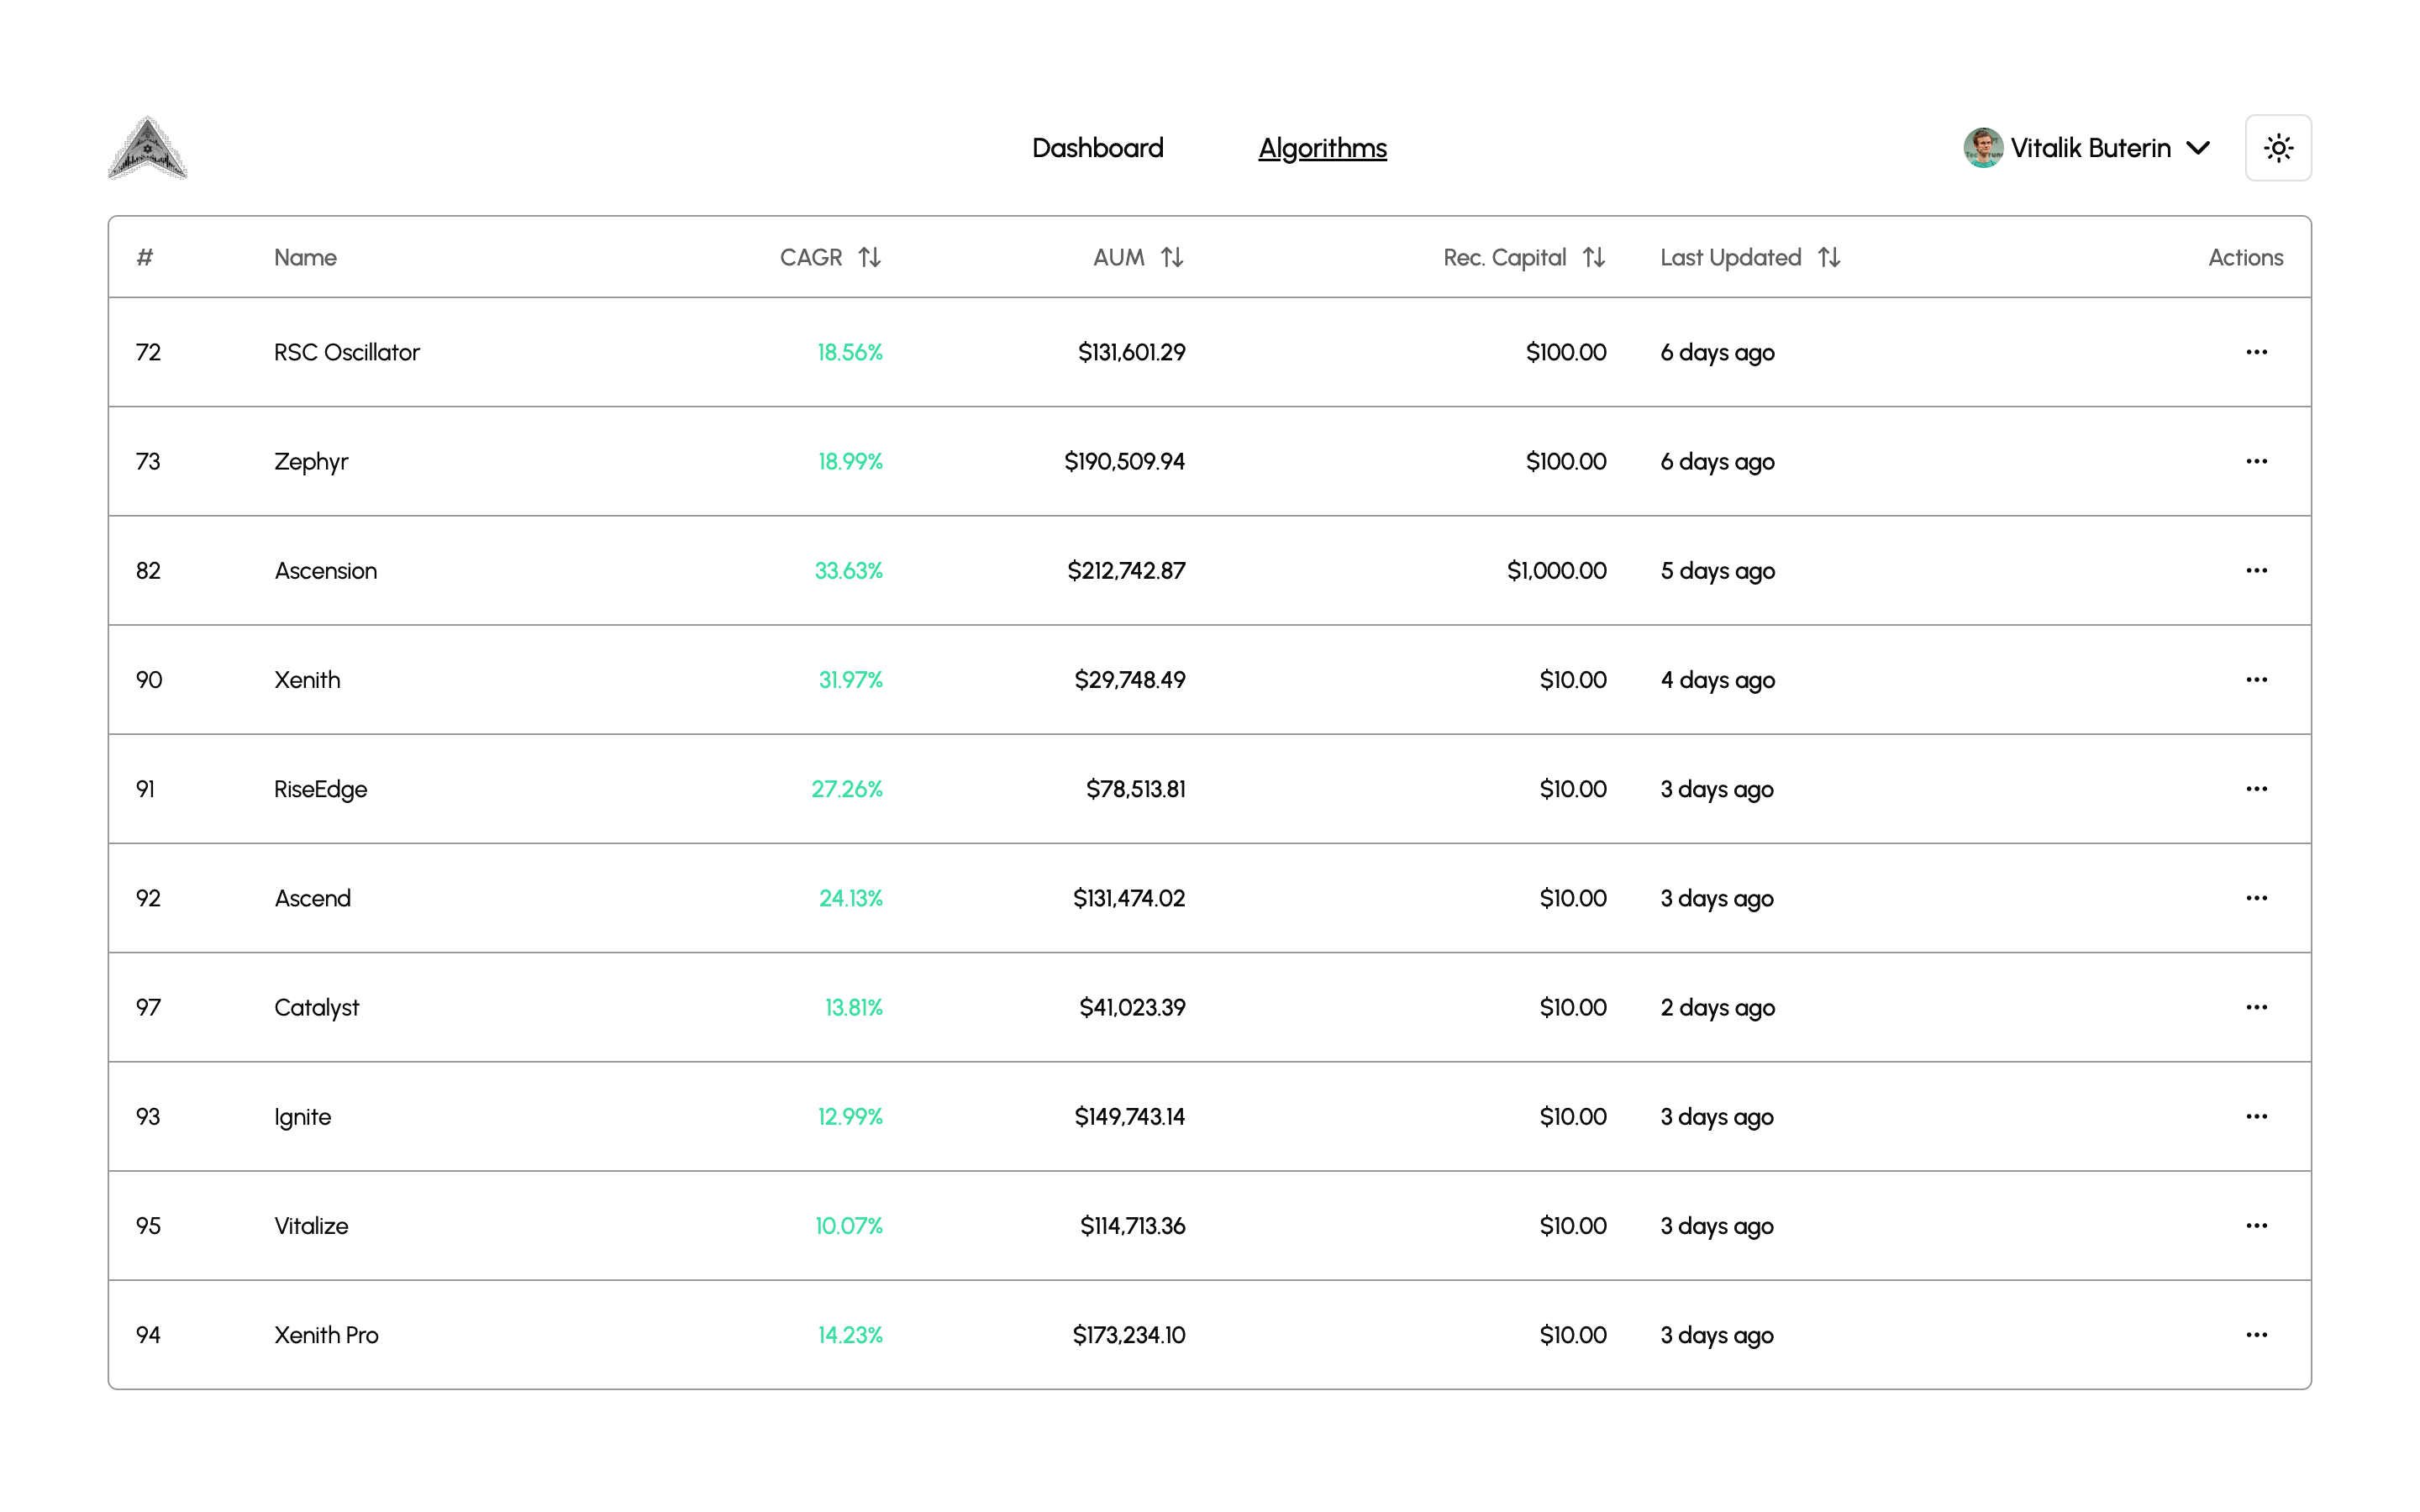 Dashboard Algorithms Vitalik Buterin
# Name CAGR AUM Rec. Capital Last Updated Actions
72 RSC Oscillator 18.56% $131,601.29 $100.00 6 days ago ...
73 Zephyr 18.99% $190,509.94 $100.00 6 days ago ...
82 Ascension 33.63% $212,742.87 $1,000.00 5 days ago ...
90 Xenith 31.97% $29,748.49 $10.00 4 days ago ...
91 RiseEdge 27.26% $78,513.81 $10.00 3 days ago ...
92 Ascend 24.13% $131,474.02 $10.00 3 days ago ...
97 Catalyst 13.81% $41,023.39 $10.00 2 days ago ...
93 Ignite 12.99% $149,743.14 $10.00 3 days ago ...
95 Vitalize 10.07% $114,713.36 $10.00 3 days ago ...
94 Xenith Pro 14.23% $173,234.10 $10.00 3 days ago ...